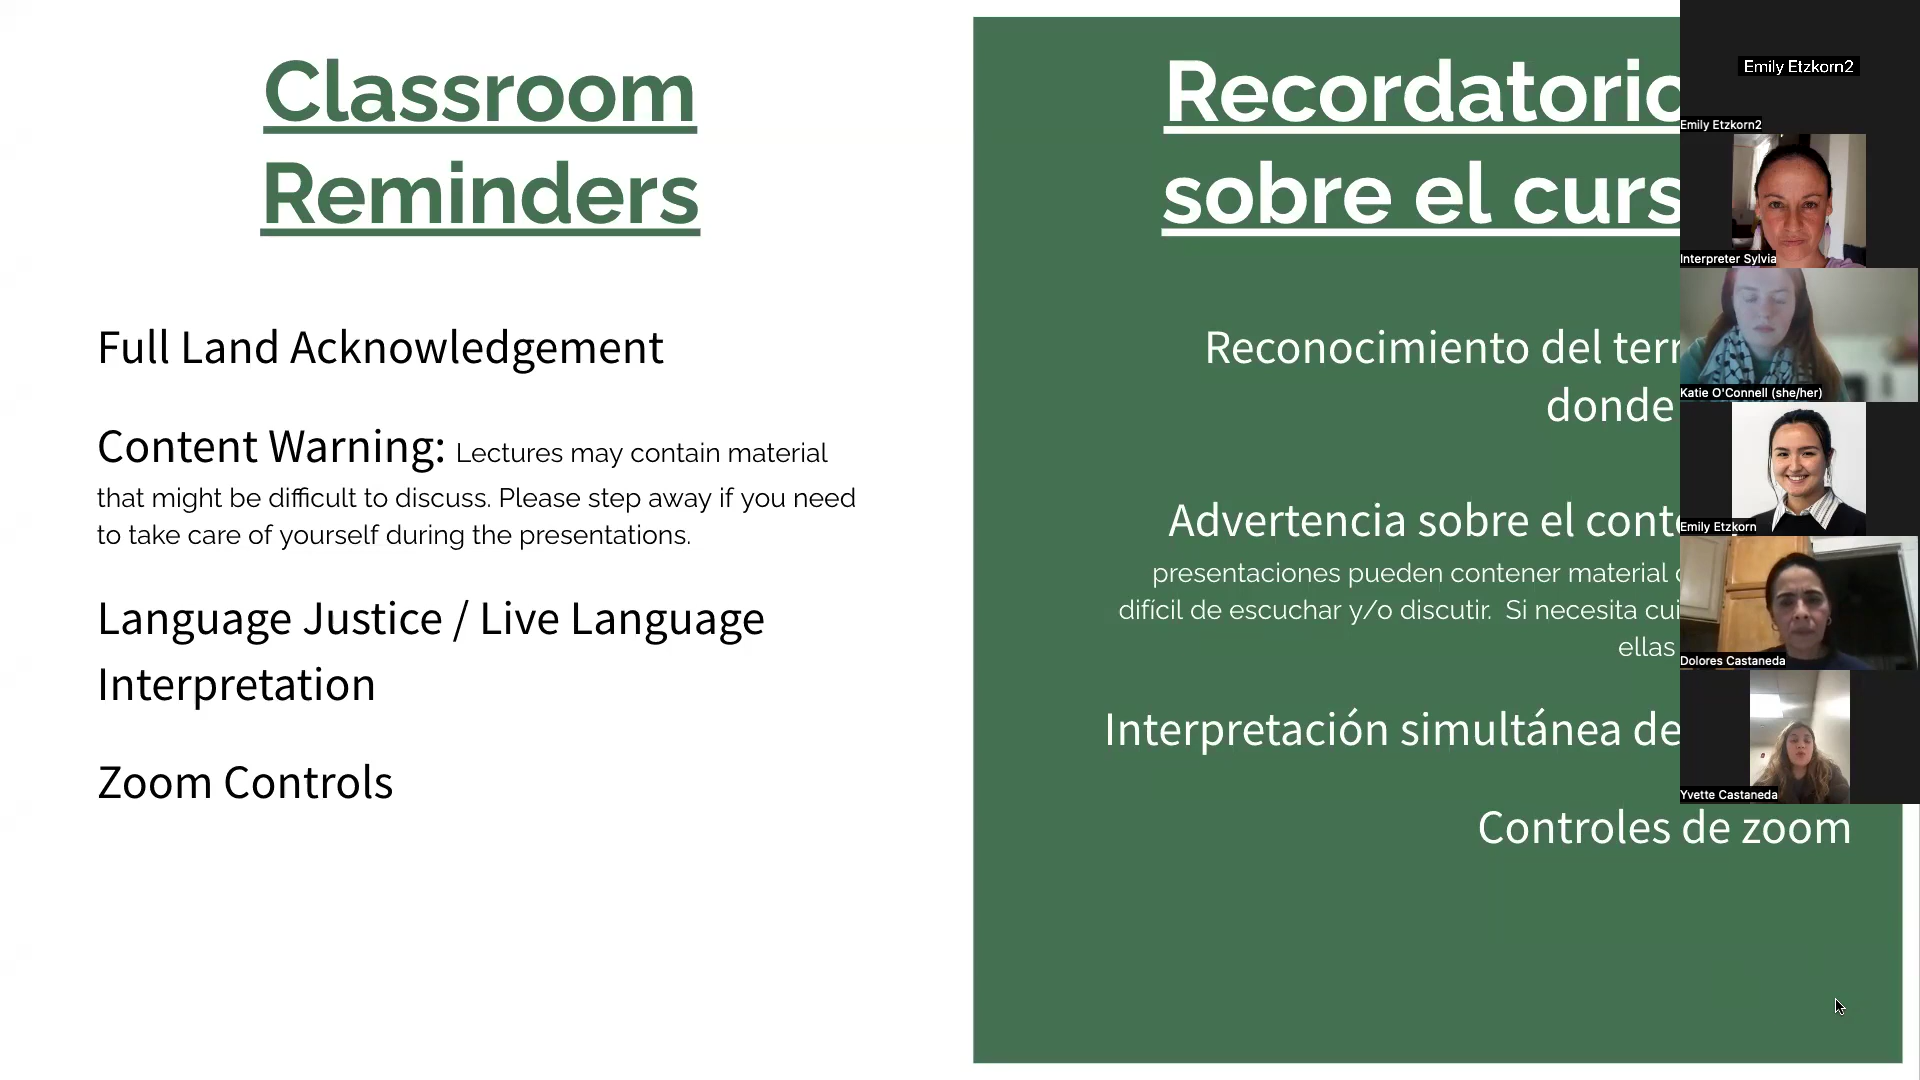 Classroom
Reminders
Full Land Acknowledgement
Content Warning: Lectures may contain material
that might be difficult to discuss. Please step away if you need
to take care of yourself during the presentations.
Language Justice / Live Language
Interpretation
Zoom Controls
Recordatorio
sobre el curs
Reconocimiento del terr
donde
Advertencia sobre el conte
presentaciones pueden contener material
difícil de escuchar y/o discutir. Si necesita cui
ellas
Interpretación simultánea de
Controles de zoom
Emily Etzkorn2
Emily Etzkorn2
Interpreter Sylvia
Katie O'Connell (she/her)
Emily Etzkorn
Dolores Castaneda
Yvette Castaneda